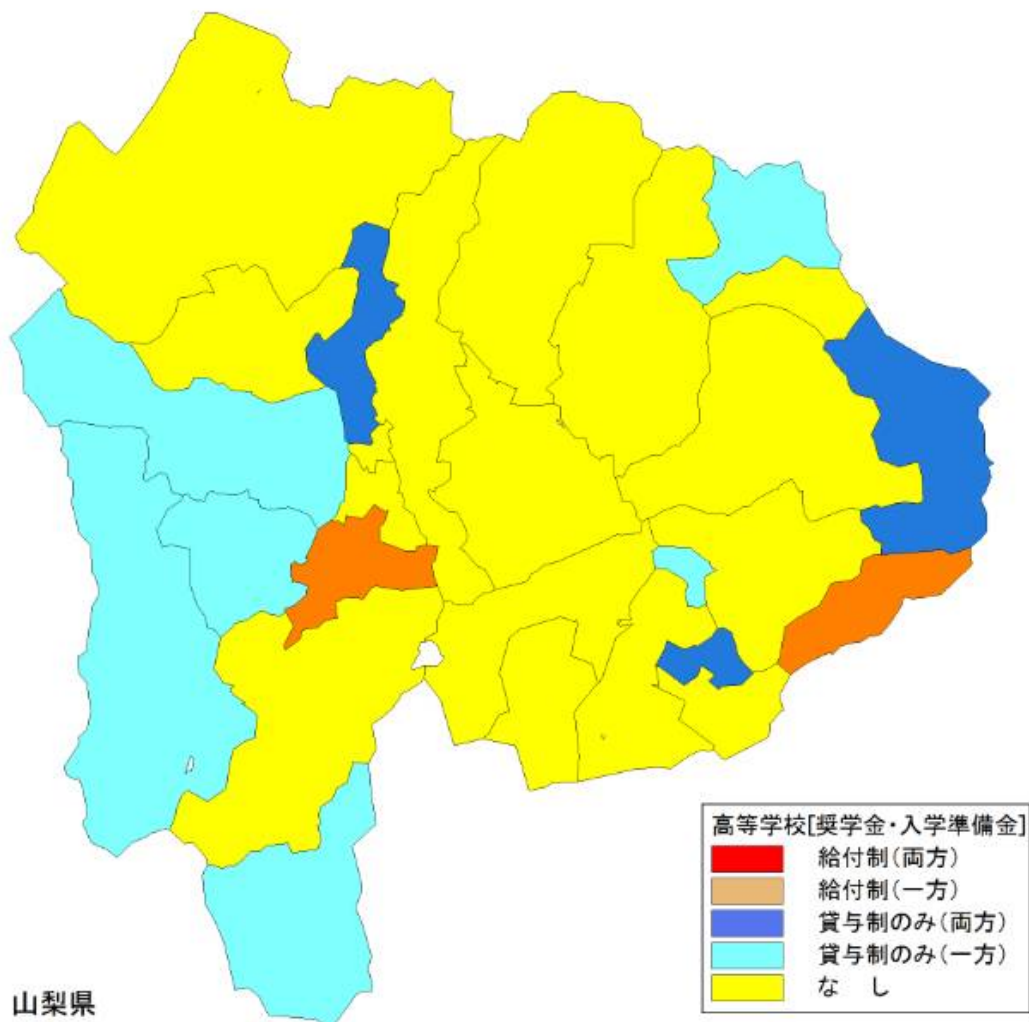 高等学校[奨学金・入学準備金]
給付制(両方)
給付制(一方)
貸与制のみ(両方)
貸与制のみ(一方)
な し
山梨県